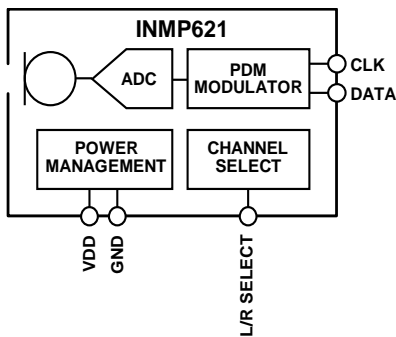 INMP621
ADC
PDM
MODULATOR
CLK
DATA
POWER
MANAGEMENT
CHANNEL
SELECT
VDD
GND
L/R SELECT